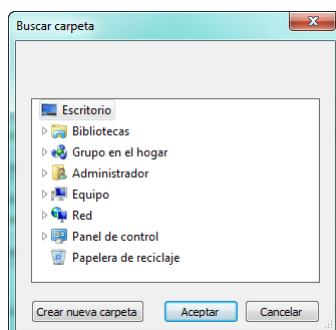 Buscar carpeta
Escritorio
Bibliotecas
Grupo en el hogar
Administrador
Equipo
Red
Panel de control
Papelera de reciclaje
Crear nueva carpeta Aceptar Cancelar